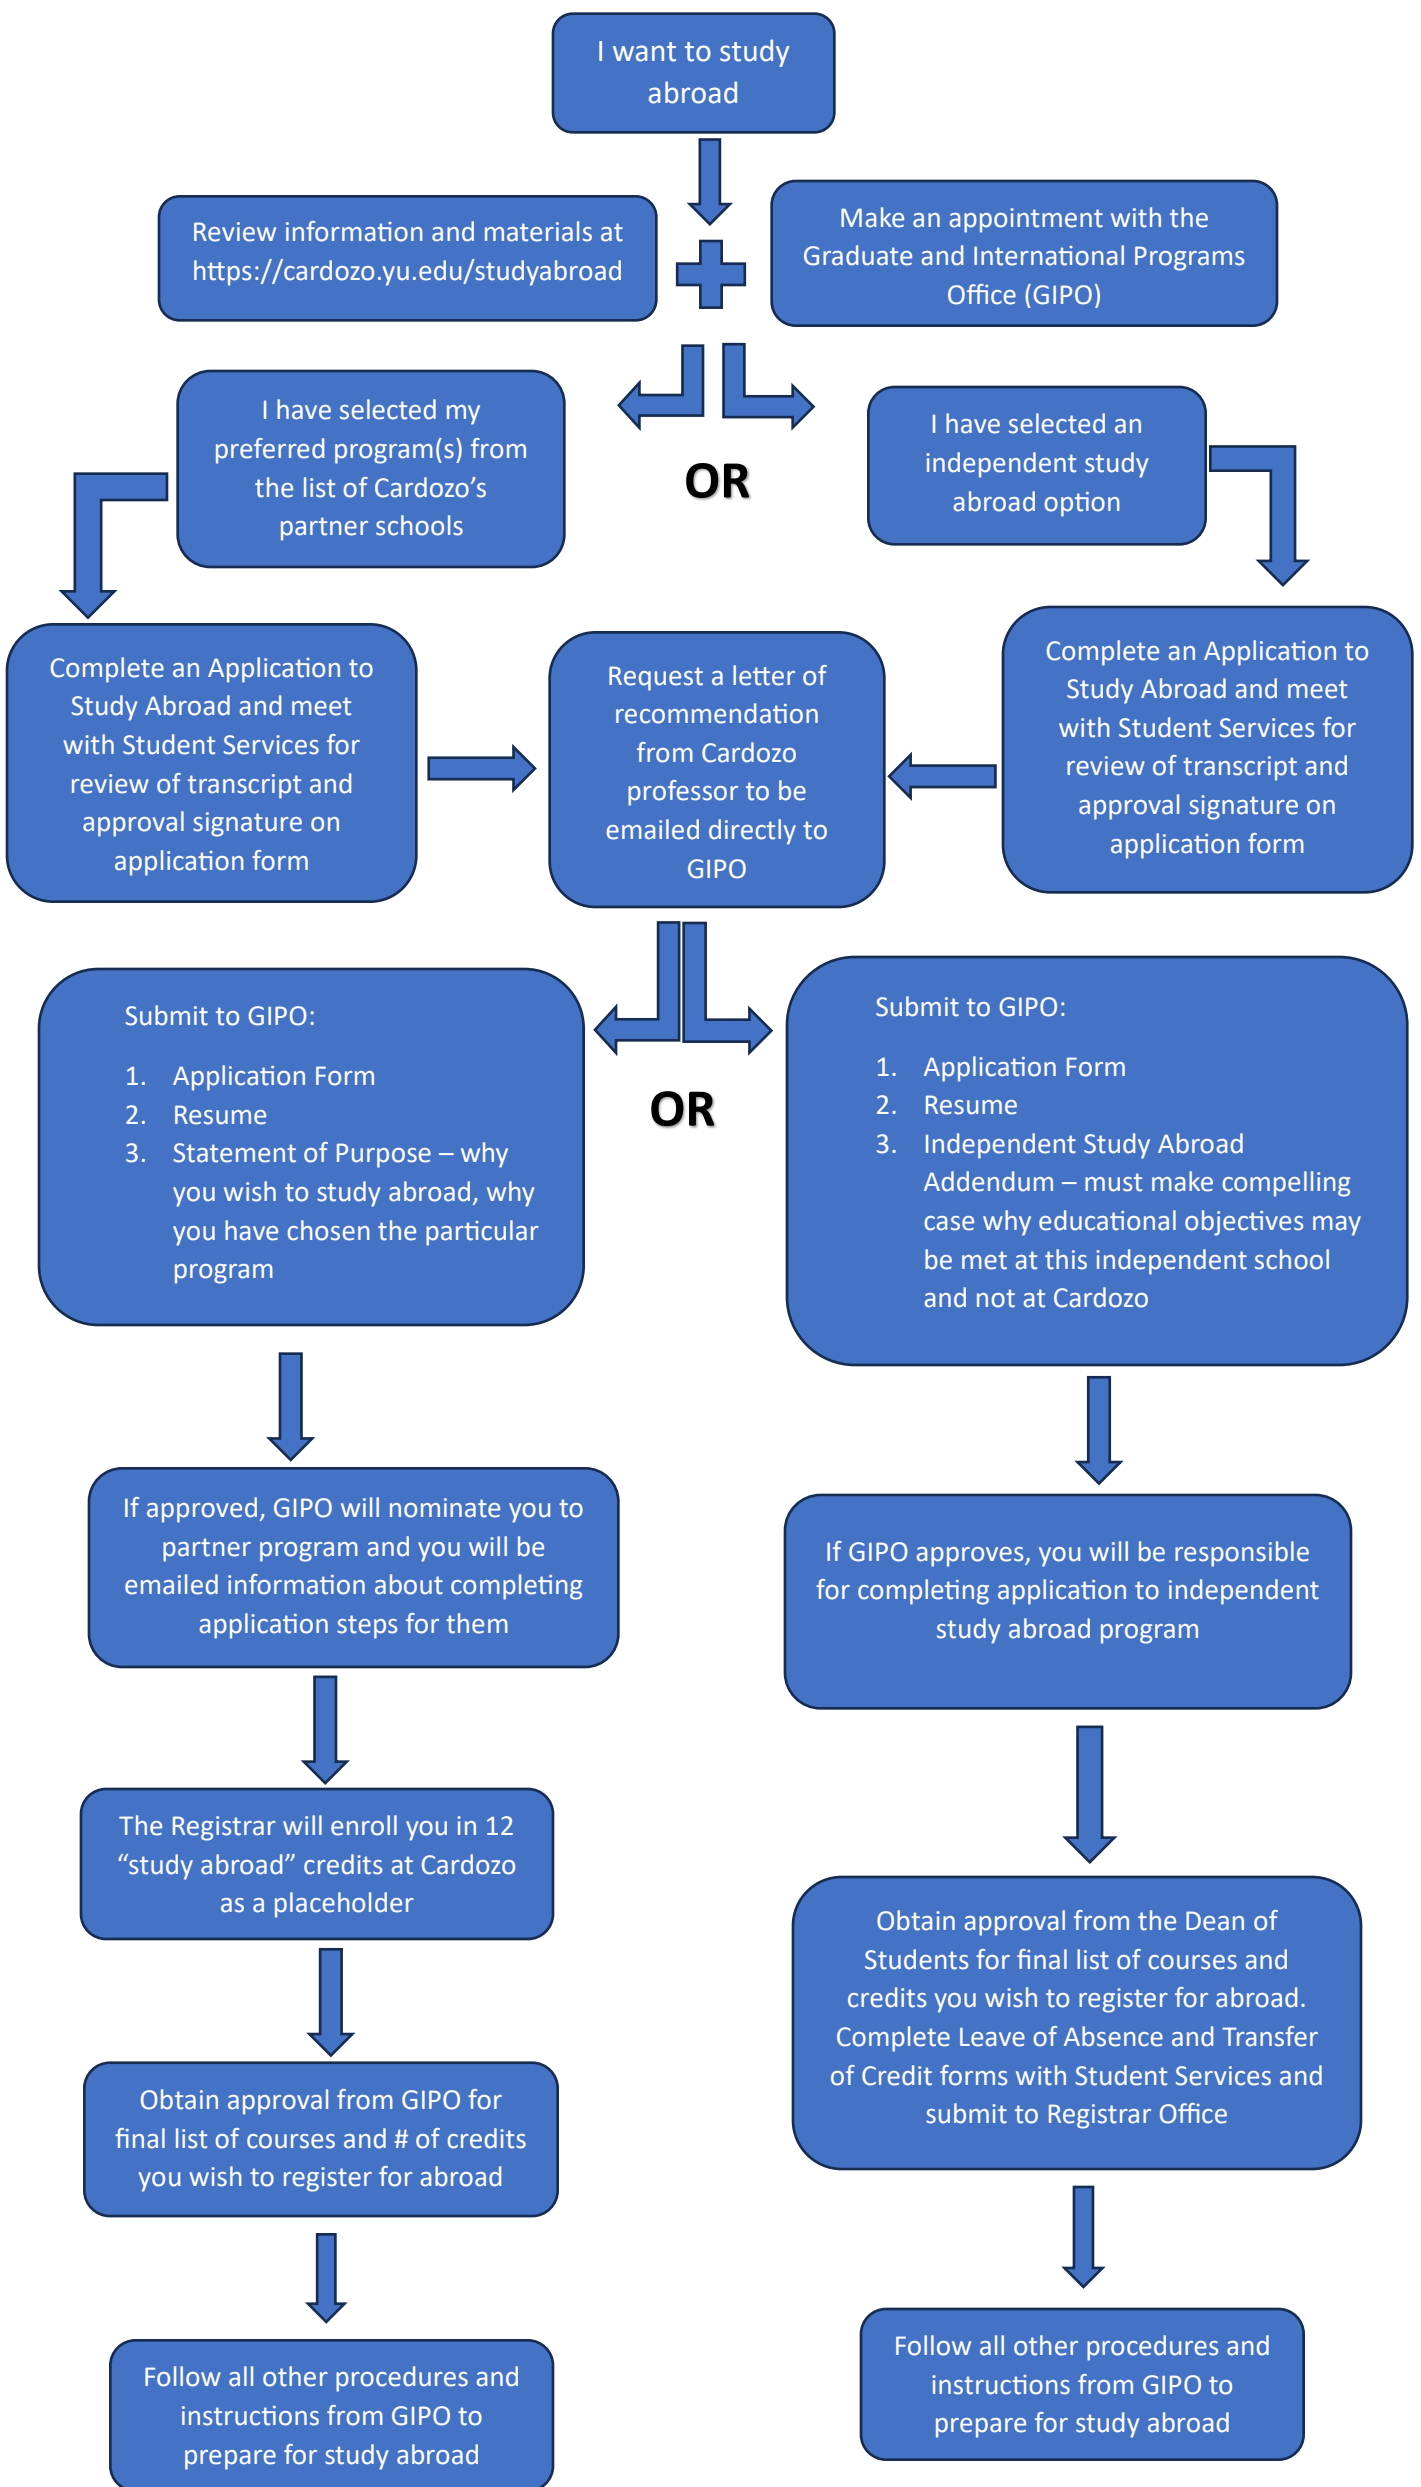 I want to study
abroad
Review information and materials at
https://cardozo.yu.edu/studyabroad
Make an appointment with the
Graduate and International Programs
Office (GIPO)
I have selected my
preferred program(s) from
the list of Cardozo’s
partner schools
OR
I have selected an
independent study
abroad option
Complete an Application to
Study Abroad and meet
with Student Services for
review of transcript and
approval signature on
application form
Request a letter of
recommendation
from Cardozo
professor to be
emailed directly to
GIPO
Complete an Application to
Study Abroad and meet
with Student Services for
review of transcript and
approval signature on
application form
Submit to GIPO:
1. Application Form
2. Resume
3. Statement of Purpose – why
you wish to study abroad, why
you have chosen the particular
program
OR
Submit to GIPO:
1. Application Form
2. Resume
3. Independent Study Abroad
Addendum – must make compelling
case why educational objectives may
be met at this independent school
and not at Cardozo
If approved, GIPO will nominate you to
partner program and you will be
emailed information about completing
application steps for them
If GIPO approves, you will be responsible
for completing application to independent
study abroad program
The Registrar will enroll you in 12
“study abroad” credits at Cardozo
as a placeholder
Obtain approval from the Dean of
Students for final list of courses and
credits you wish to register for abroad.
Complete Leave of Absence and Transfer
of Credit forms with Student Services and
submit to Registrar Office
Obtain approval from GIPO for
final list of courses and # of credits
you wish to register for abroad
Follow all other procedures and
instructions from GIPO to
prepare for study abroad
Follow all other procedures and
instructions from GIPO to
prepare for study abroad